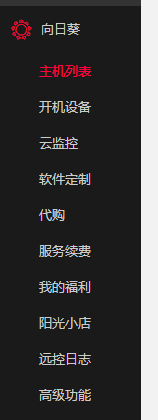 向日葵
主机列表
开机设备
云监控
软件定制
代购
服务续费
我的福利
阳光小店
远控日志
高级功能